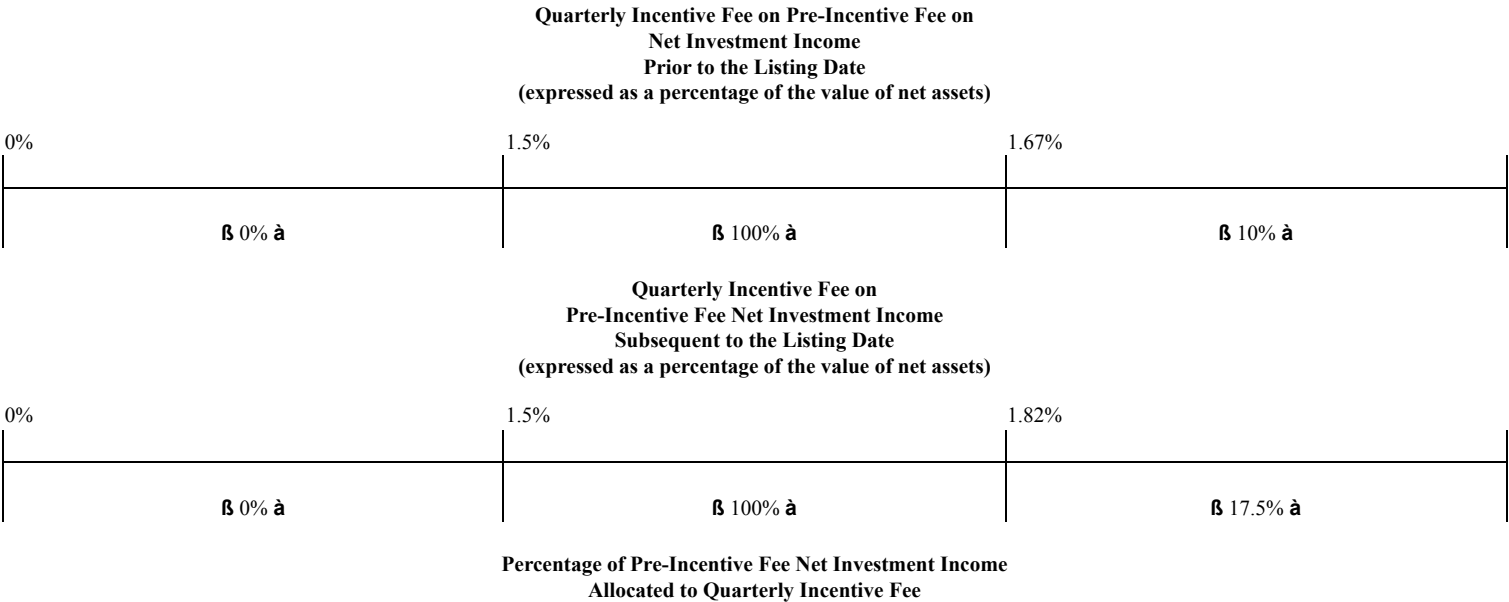 Quarterly Incentive Fee on Pre-Incentive Fee on
Net Investment Income
Prior to the Listing Date
(expressed as a percentage of the value of net assets)
0% 1.5% 1.67%
ß 0% à ß 100% à ß 10% à
Quarterly Incentive Fee on
Pre-Incentive Fee Net Investment Income
Subsequent to the Listing Date
(expressed as a percentage of the value of net assets)
0% 1.5% 1.82%
ß 0% à ß 100% à ß 17.5% à
Percentage of Pre-Incentive Fee Net Investment Income
Allocated to Quarterly Incentive Fee